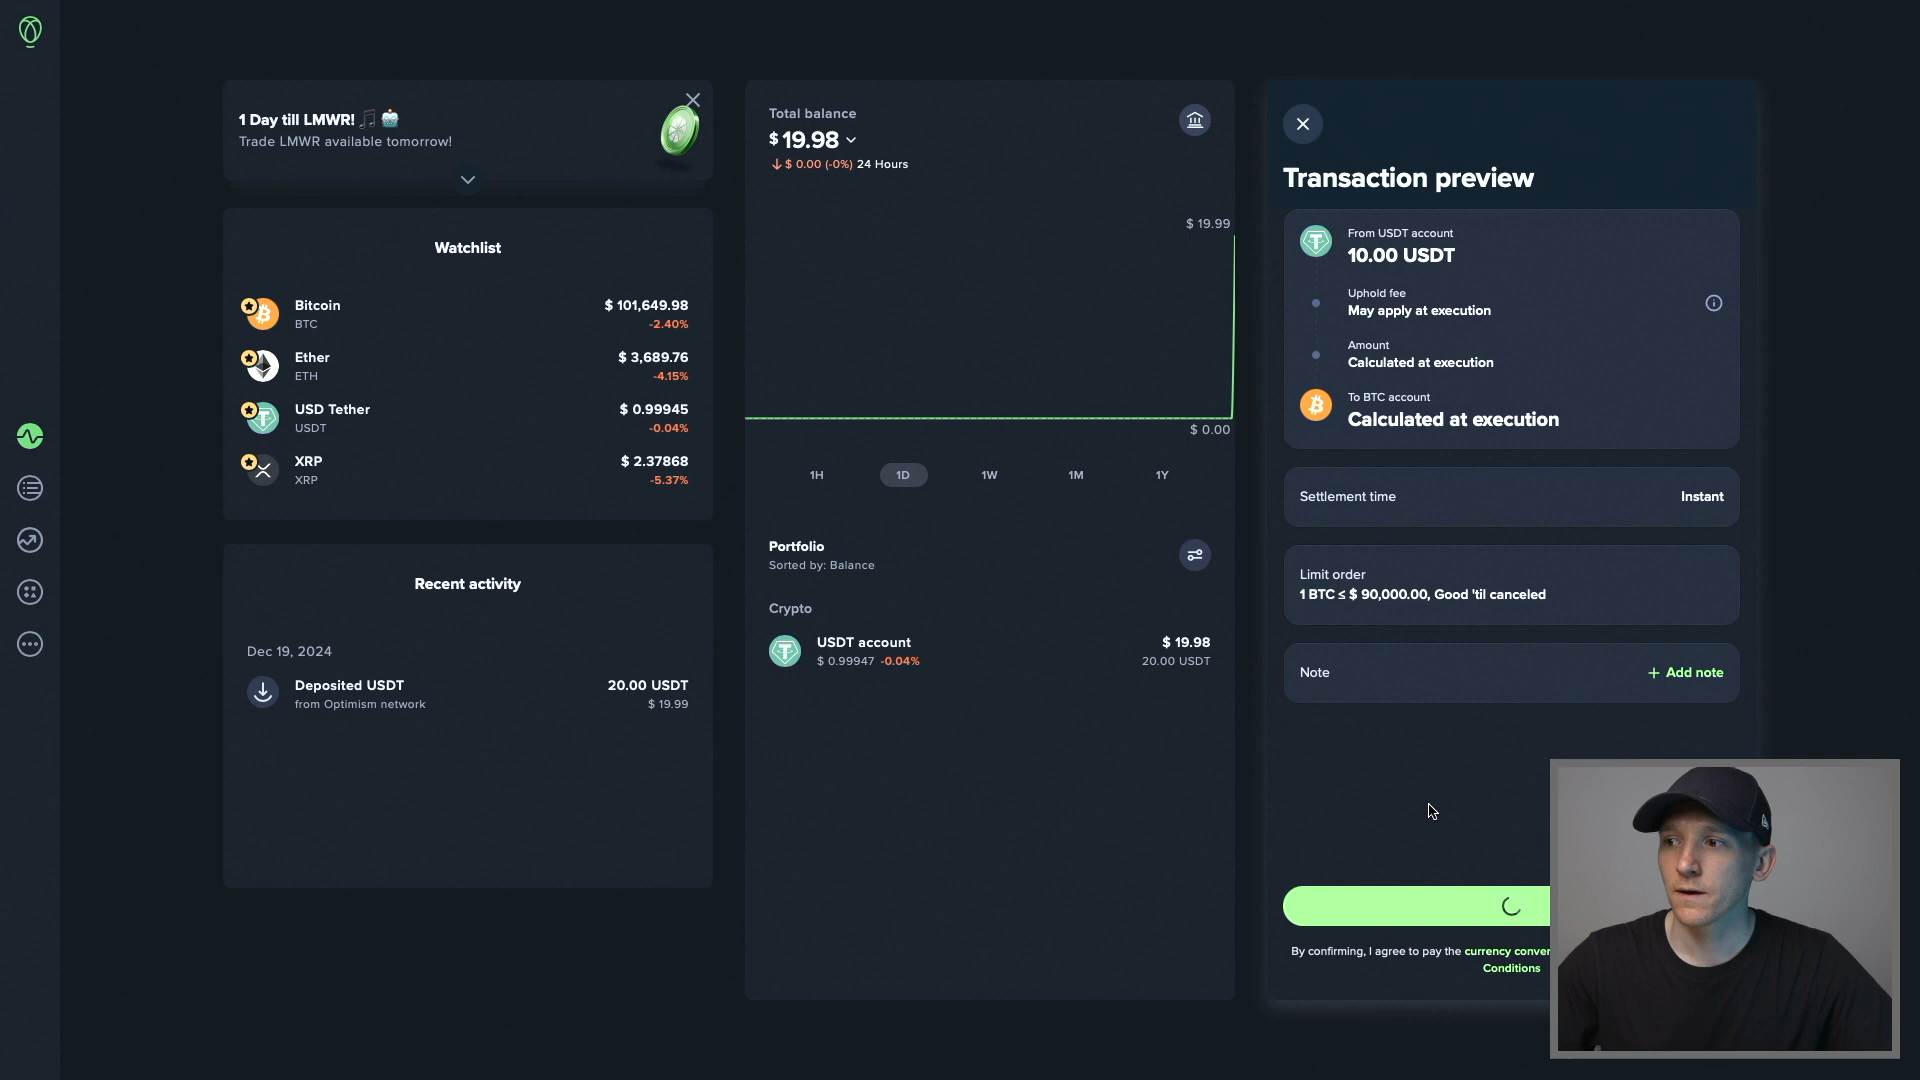 1 Day till LMWR!
Trade LMWR available tomorrow!
Watchlist
Bitcoin
$ 101,649.98
BTC
-2.40%
Ether
$ 3,689.76
ETH
-4.15%
USD Tether
$ 0.99945
USDT
-0.04%
XRP
$ 2.37868
XRP
-5.37%
Recent activity
Dec 19, 2024
Deposited USDT
20.00 USDT
from Optimism network
$ 19.99
Total balance
$ 19.98
$ 0.00 (-0%) 24 Hours
$ 19.99
$ 0.00
1H 1D 1W 1M 1Y
Portfolio
Sorted by: Balance
Crypto
USDT account
$ 19.98
$ 0.99947 -0.04%
20.00 USDT
Transaction preview
From USDT account
10.00 USDT
Uphold fee
May apply at execution
Amount
Calculated at execution
To BTC account
Calculated at execution
Settlement time
Instant
Limit order
1 BTC ≤ $ 90,000.00, Good 'til canceled
Note
+ Add note
By confirming, I agree to pay the currency conver
Conditions